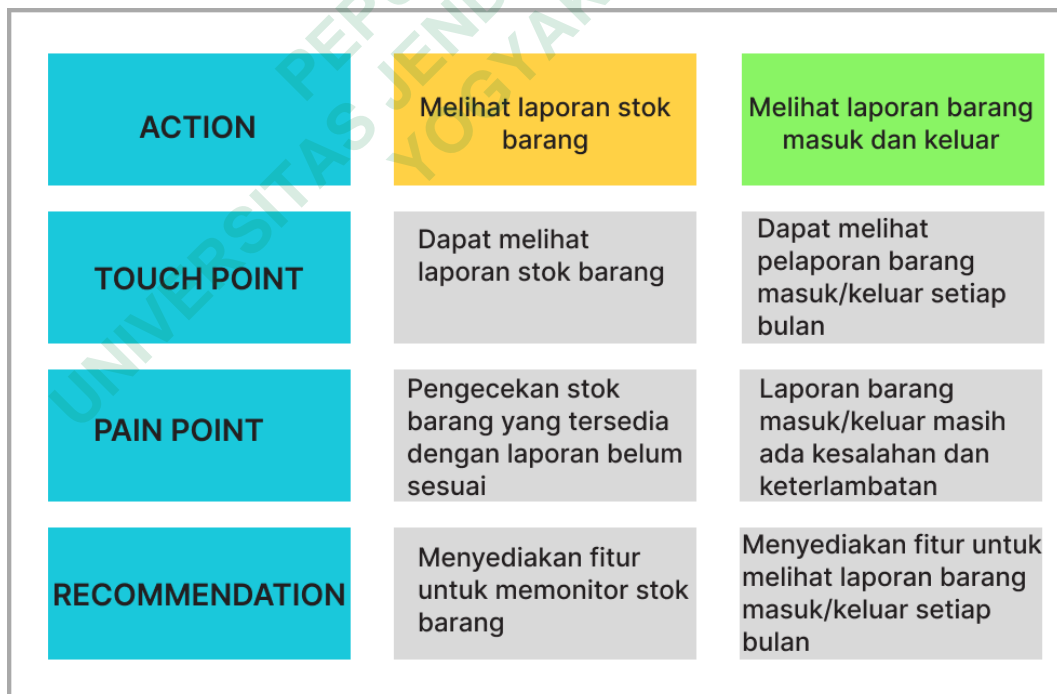 ACTION
Melihat laporan stok
barang
Melihat laporan barang
masuk dan keluar
TOUCH POINT
Dapat melihat
laporan stok barang
Dapat melihat
pelaporan barang
masuk/keluar setiap
bulan
PAIN POINT
Pengecekan stok
barang yang tersedia
dengan laporan belum
sesuai
Laporan barang
masuk/keluar masih
ada kesalahan dan
keterlambatan
RECOMMENDATION
Menyediakan fitur
untuk memonitor stok
barang
Menyediakan fitur untuk
melihat laporan barang
masuk/keluar setiap
bulan
UNIVERSITAS